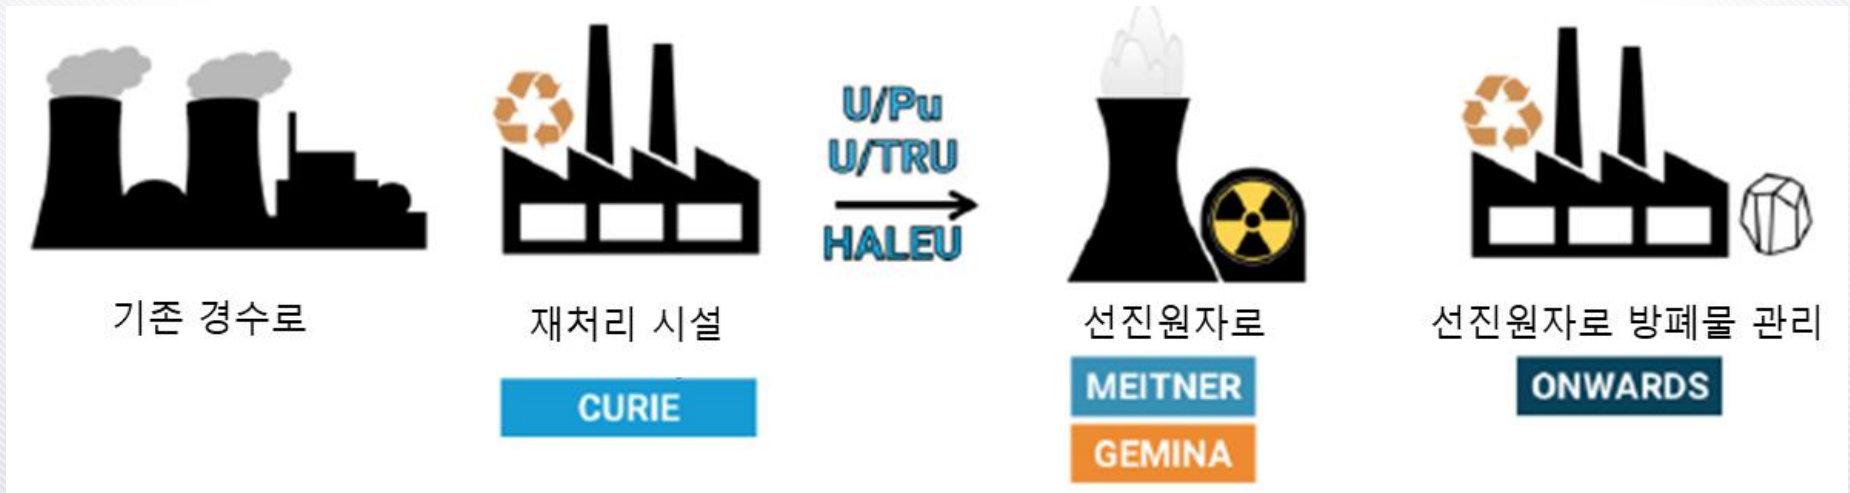 기존 경수로
재처리 시설
CURIE
U/Pu
U/TRU
HALEU
선진원자로
MEITNER
GEMINA
선진원자로 방폐물 관리
ONWARDS